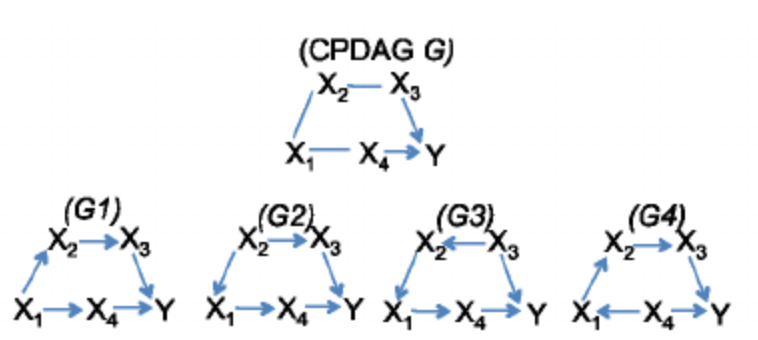 (CPDAG G)
X2 X3
X1 X4 Y
(G1) (G2) (G3) (G4)
X2 X3 X2 X3 X2 X3 X2 X3
X1 X4 Y X1 X4 Y X1 X4 Y X1 X4 Y